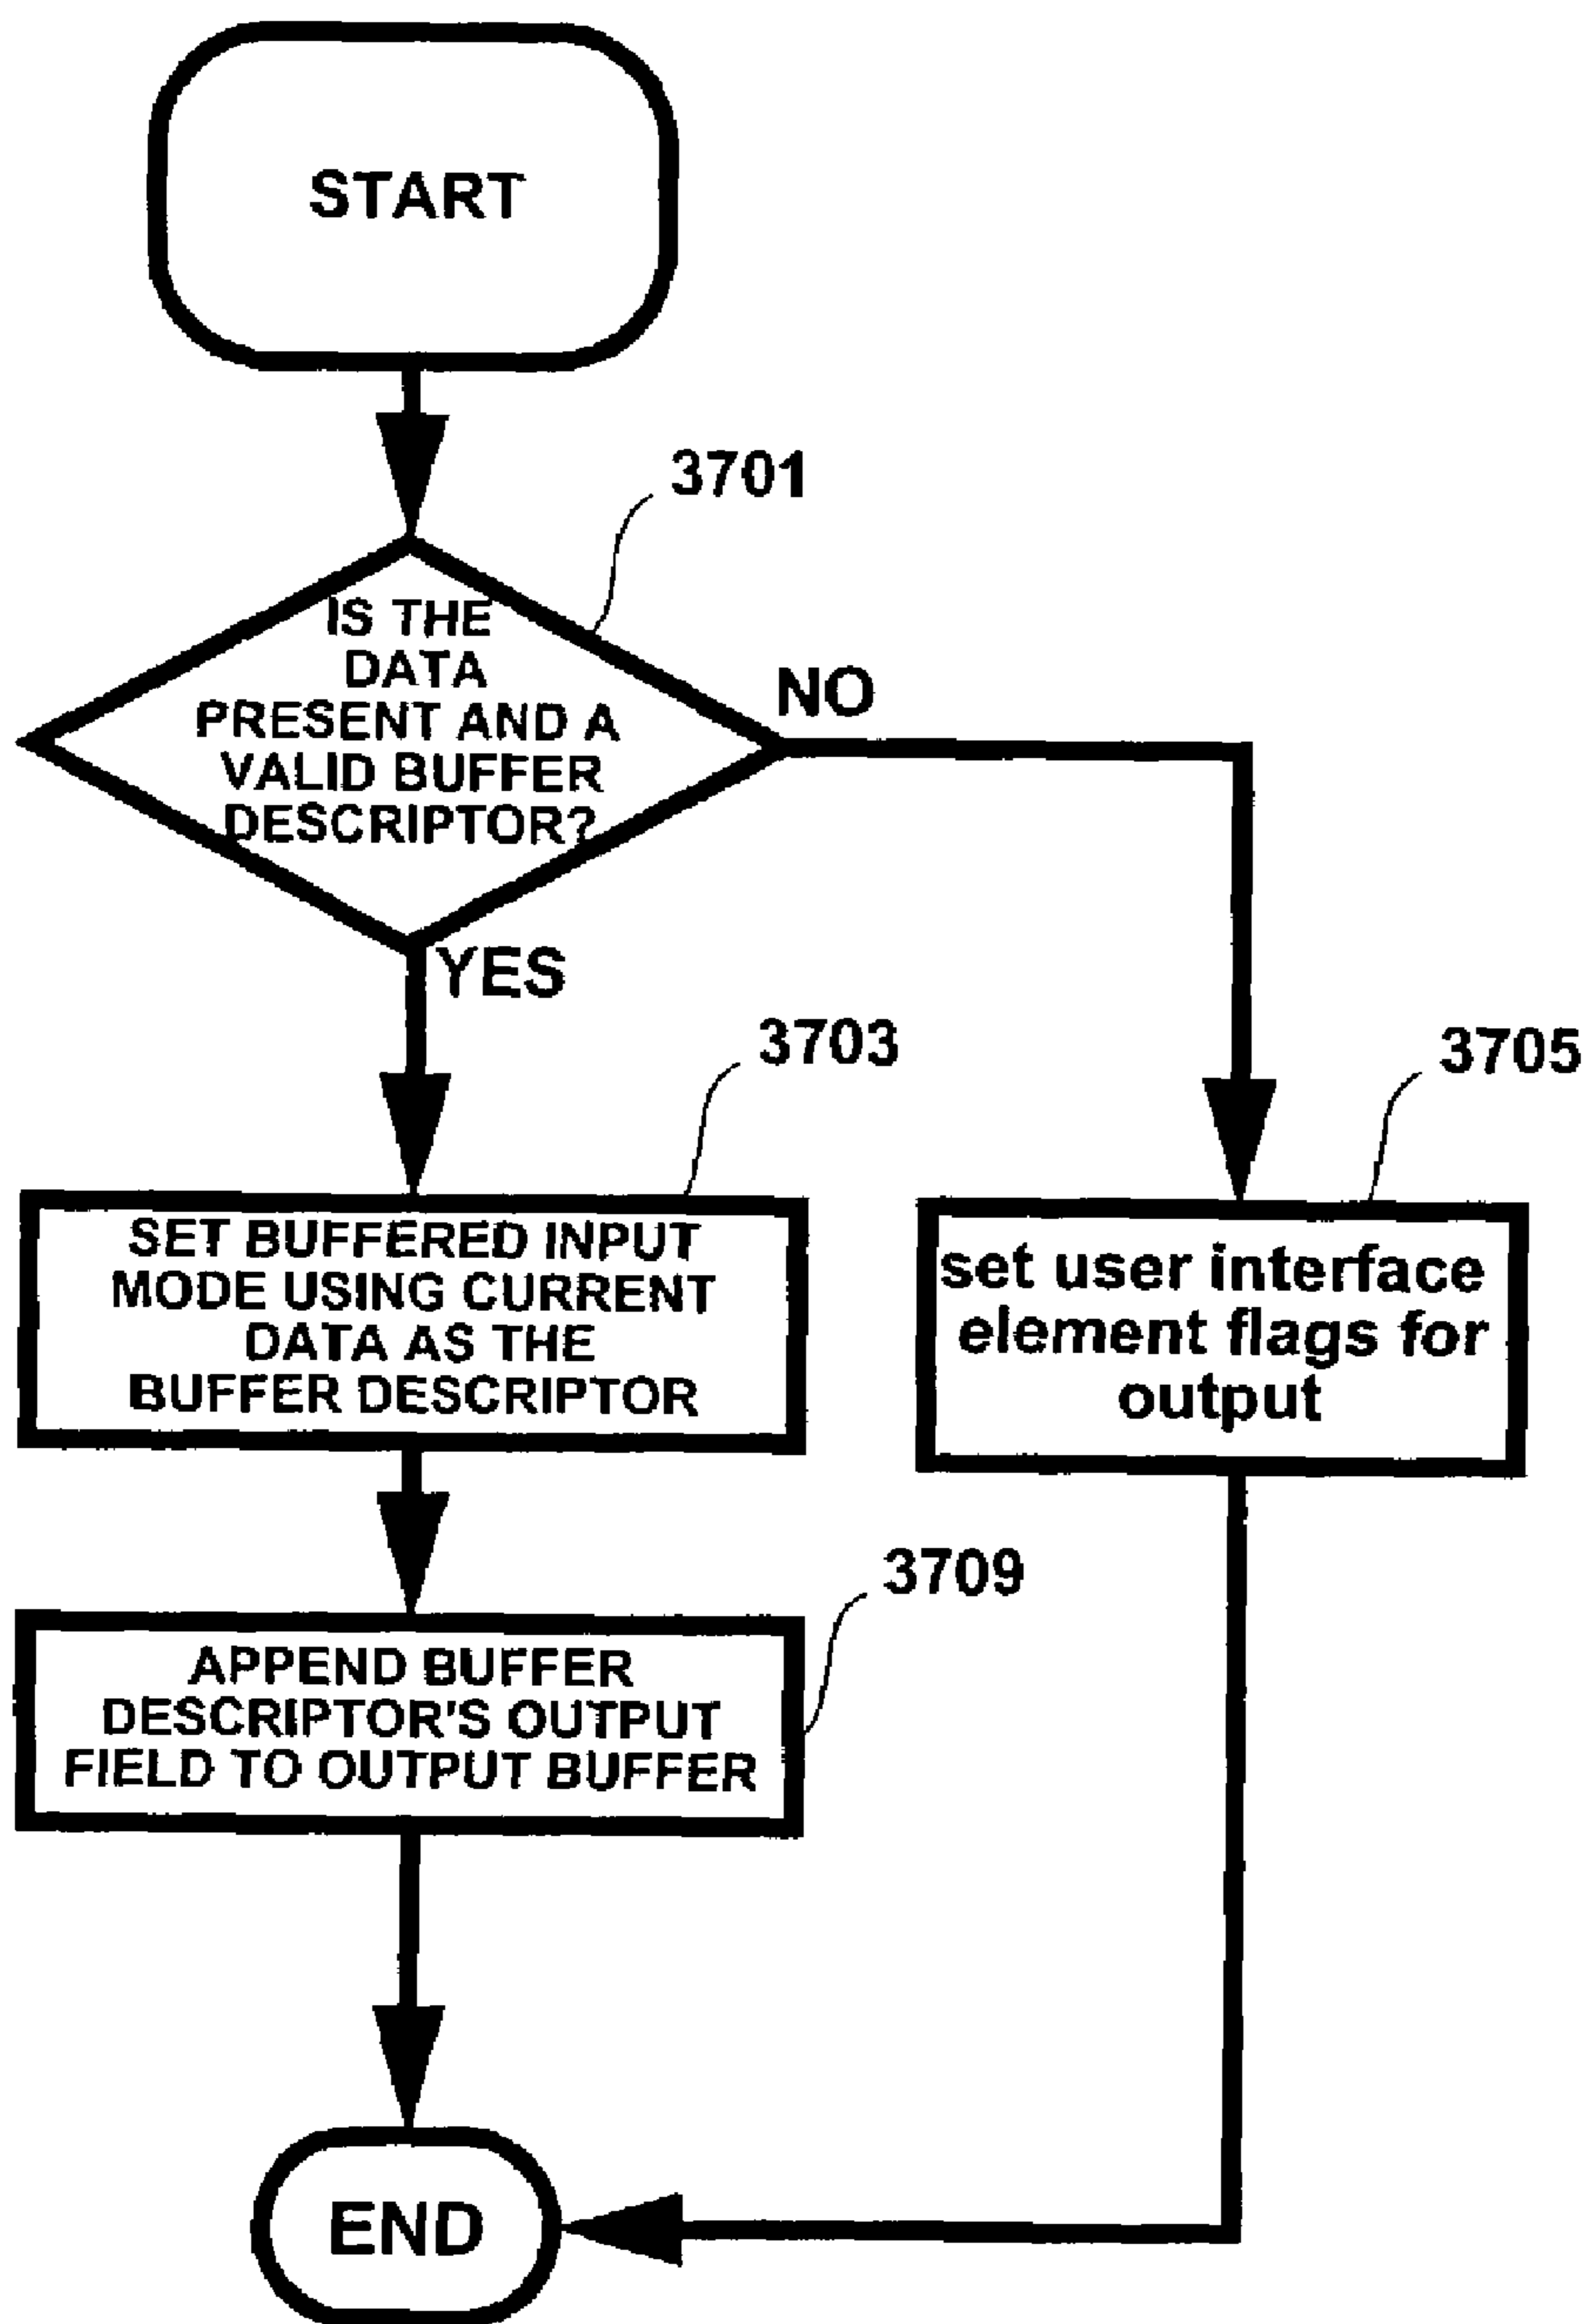 START
3701
IS THE
DATA
PRESENT AND A
VALID BUFFER
DESCRIPTOR?
NO
YES
3703
SET BUFFERED INPUT
MODE USING CURRENT
DATA AS THE
BUFFER DESCRIPTOR
3705
set user interface
element flags for
output
3709
APPEND BUFFER
DESCRIPTOR'S OUTPUT
FIELD TO OUTPUT BUFFER
END